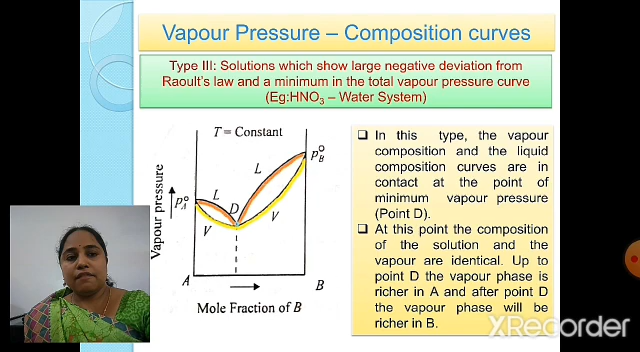 Vapour Pressure – Composition curves
Type III: Solutions which show large negative deviation from
Raoult's law and a minimum in the total vapour pressure curve
(Eg:HNO₃ – Water System)
T = Constant
p°B
L
L
D
p°A
V
V
Vapour pressure
A
B
Mole Fraction of B
❑ In this type, the vapour
composition and the liquid
composition curves are in
contact at the point of
minimum vapour pressure
(Point D).
❑ At this point the composition
of the solution and the
vapour are identical. Up to
point D the vapour phase is
richer in A and after point D
the vapour phase will be
richer in B.
XRecorder